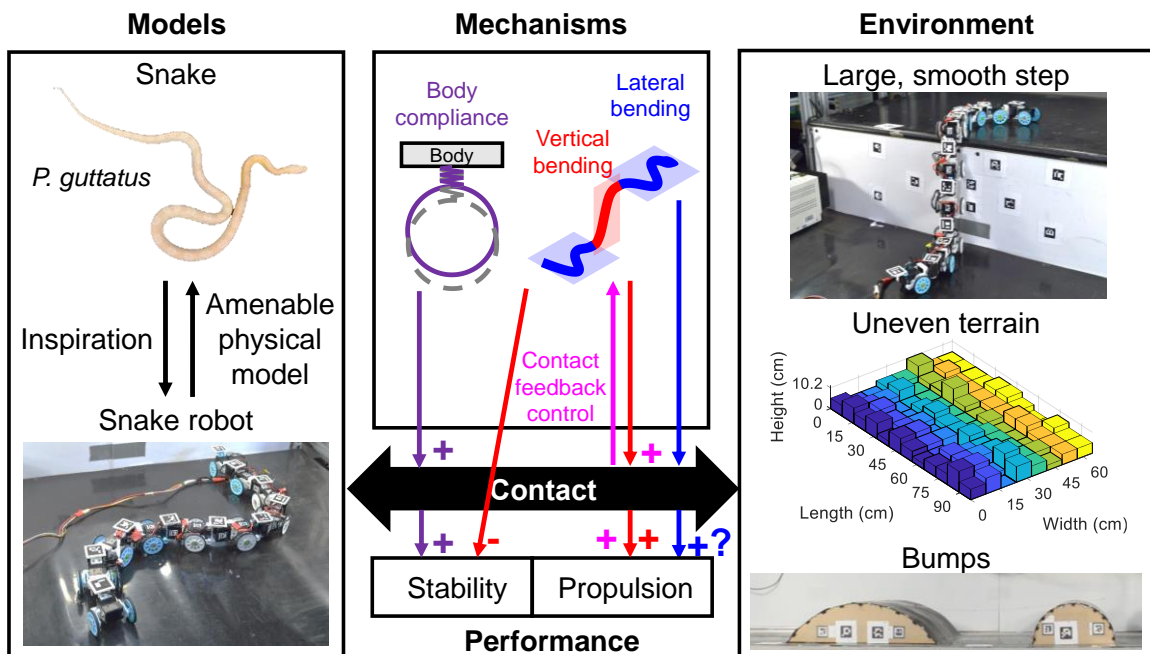 Models
Snake
P. guttatus
Inspiration
Amenable
physical
model
Snake robot
Mechanisms
Body
compliance
Body
Vertical
bending
Lateral
bending
Contact
feedback
control
+
+
Contact
+
-
+
+
+?
Stability
Propulsion
Performance
Environment
Large, smooth step
Uneven terrain
Height (cm)
10.2
0
0
15
30
45
60
75
90
Length (cm)
0
15
30
45
60
Width (cm)
Bumps